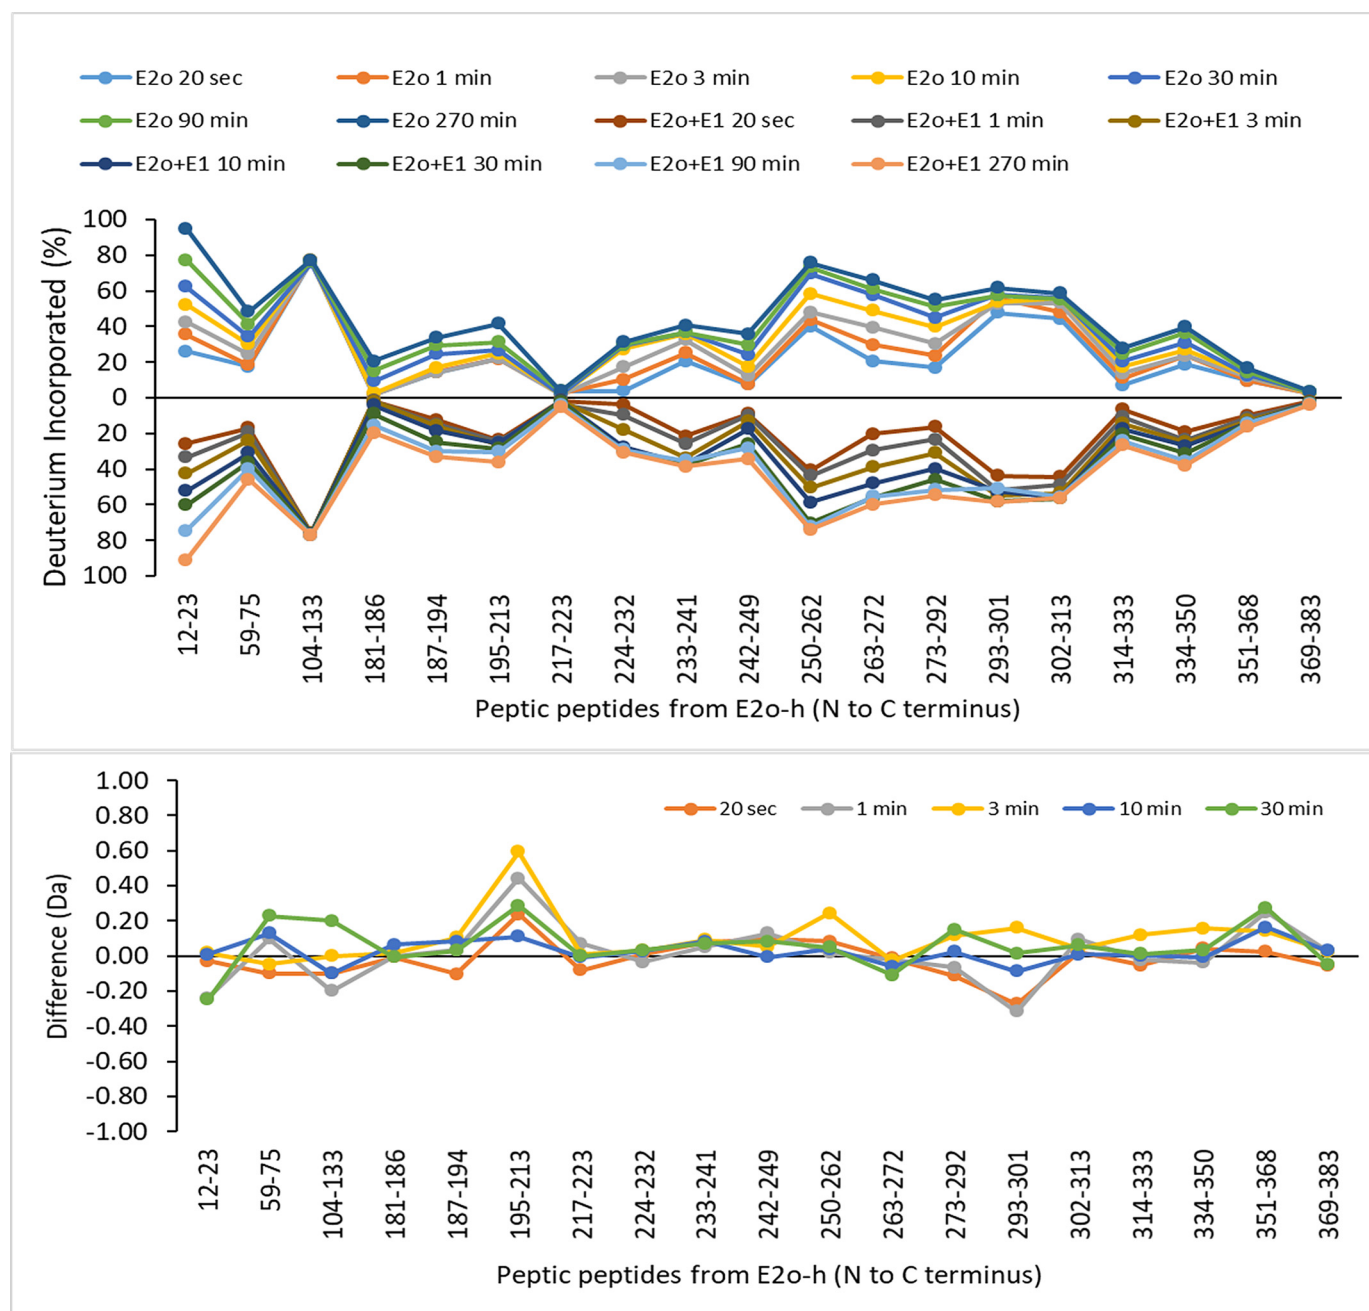 E2o 20 sec E2o 1 min E2o 3 min E2o 10 min E2o 30 min
E2o 90 min E2o 270 min E2o+E1 20 sec E2o+E1 1 min E2o+E1 3 min
E2o+E1 10 min E2o+E1 30 min E2o+E1 90 min E2o+E1 270 min
Deuterium Incorporated (%)
100
80
60
40
20
0
20
40
60
80
100
12-23 59-75 104-133 181-186 187-194 195-213 217-223 224-232 233-241 242-249 250-262 263-272 273-292 293-301 302-313 314-333 334-350 351-368 369-383
Peptic peptides from E2o-h (N to C terminus)
20 sec 1 min 3 min 10 min 30 min
Difference (Da)
1.00
0.80
0.60
0.40
0.20
0.00
-0.20
-0.40
-0.60
-0.80
-1.00
12-23 59-75 104-133 181-186 187-194 195-213 217-223 224-232 233-241 242-249 250-262 263-272 273-292 293-301 302-313 314-333 334-350 351-368 369-383
Peptic peptides from E2o-h (N to C terminus)